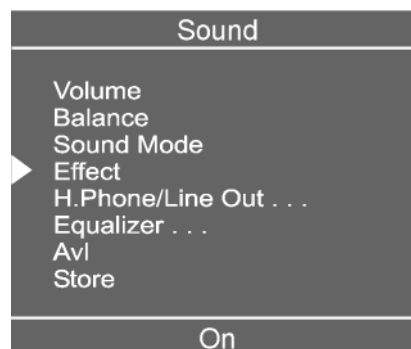 Sound
Volume
Balance
Sound Mode
Effect
H.Phone/Line Out . . .
Equalizer . . .
Avl
Store
On